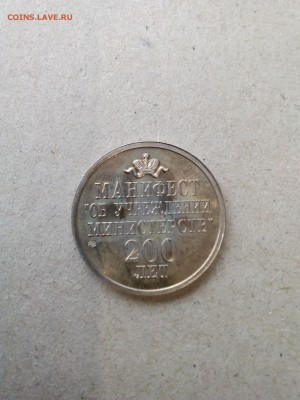 COINS.LAVE.RU
МАНИФЕСТ
"ОБ УЧРЕЖДЕНИИ
МИНИСТЕРСТВ"
200
ЛЕТ